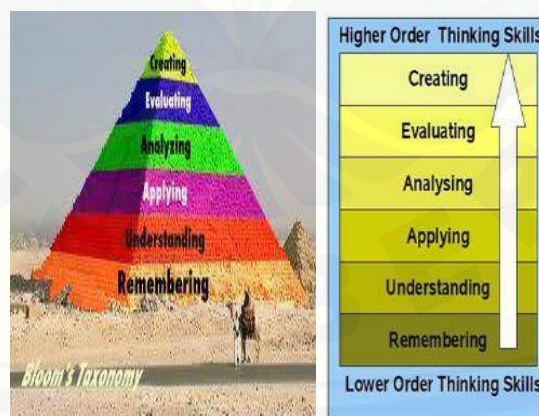 Creating
Evaluating
Analyzing
Applying
Understanding
Remembering
Bloom's Taxonomy
Higher Order Thinking Skills
Creating
Evaluating
Analysing
Applying
Understanding
Remembering
Lower Order Thinking Skills